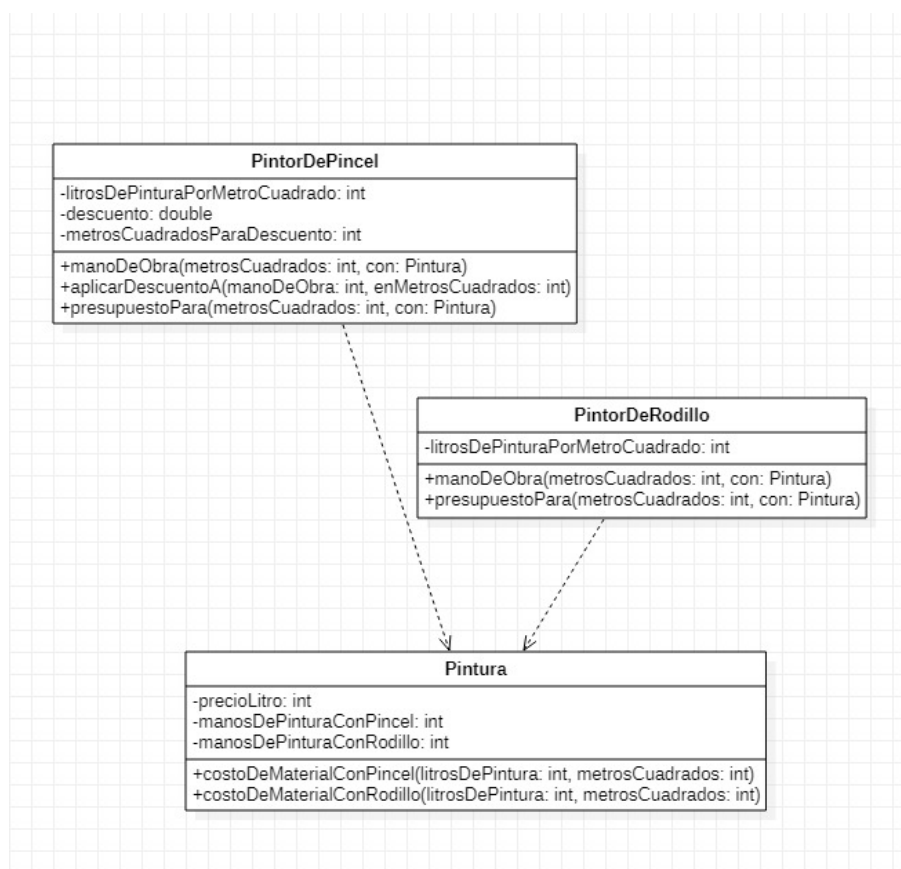 PintorDePincel
-litrosDePinturaPorMetroCuadrado: int
-descuento: double
-metrosCuadradosParaDescuento: int
+manoDeObra(metrosCuadrados: int, con: Pintura)
+aplicarDescuentoA(manoDeObra: int, enMetrosCuadrados: int)
+presupuestoPara(metrosCuadrados: int, con: Pintura)
PintorDeRodillo
-litrosDePinturaPorMetroCuadrado: int
+manoDeObra(metrosCuadrados: int, con: Pintura)
+presupuestoPara(metrosCuadrados: int, con: Pintura)
Pintura
-precioLitro: int
-manosDePinturaConPincel: int
-manosDePinturaConRodillo: int
+costoDeMaterialConPincel(litrosDePintura: int, metrosCuadrados: int)
+costoDeMaterialConRodillo(litrosDePintura: int, metrosCuadrados: int)